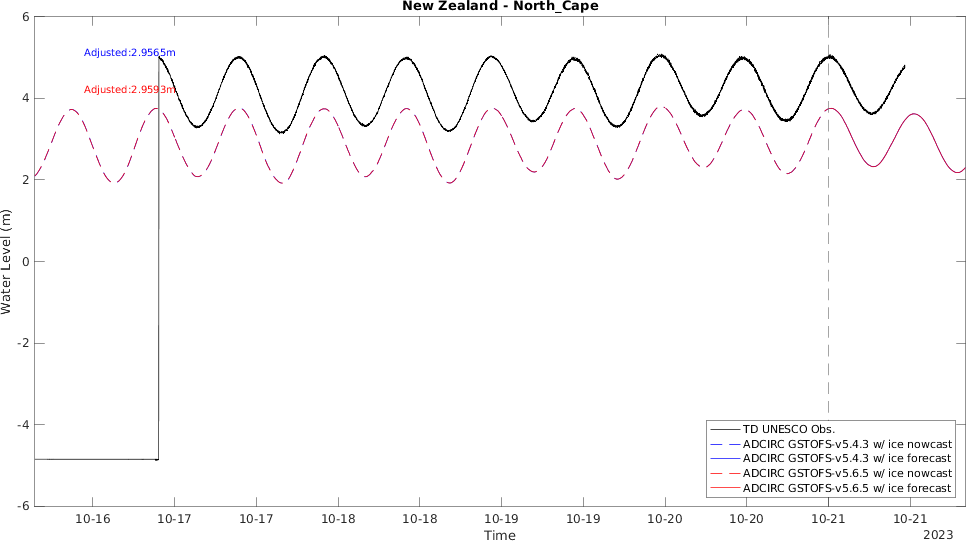 New Zealand - North_Cape
6
4
2
0
-2
-4
-6
Water Level (m)
Adjusted:2.9565m
Adjusted:2.9593m
TD UNESCO Obs.
ADCIRC GSTOFS-v5.4.3 w/ ice nowcast
ADCIRC GSTOFS-v5.4.3 w/ ice forecast
ADCIRC GSTOFS-v5.6.5 w/ ice nowcast
ADCIRC GSTOFS-v5.6.5 w/ ice forecast
10-16 10-17 10-17 10-18 10-18 10-19 10-19 10-20 10-20 10-21 10-21
Time
2023